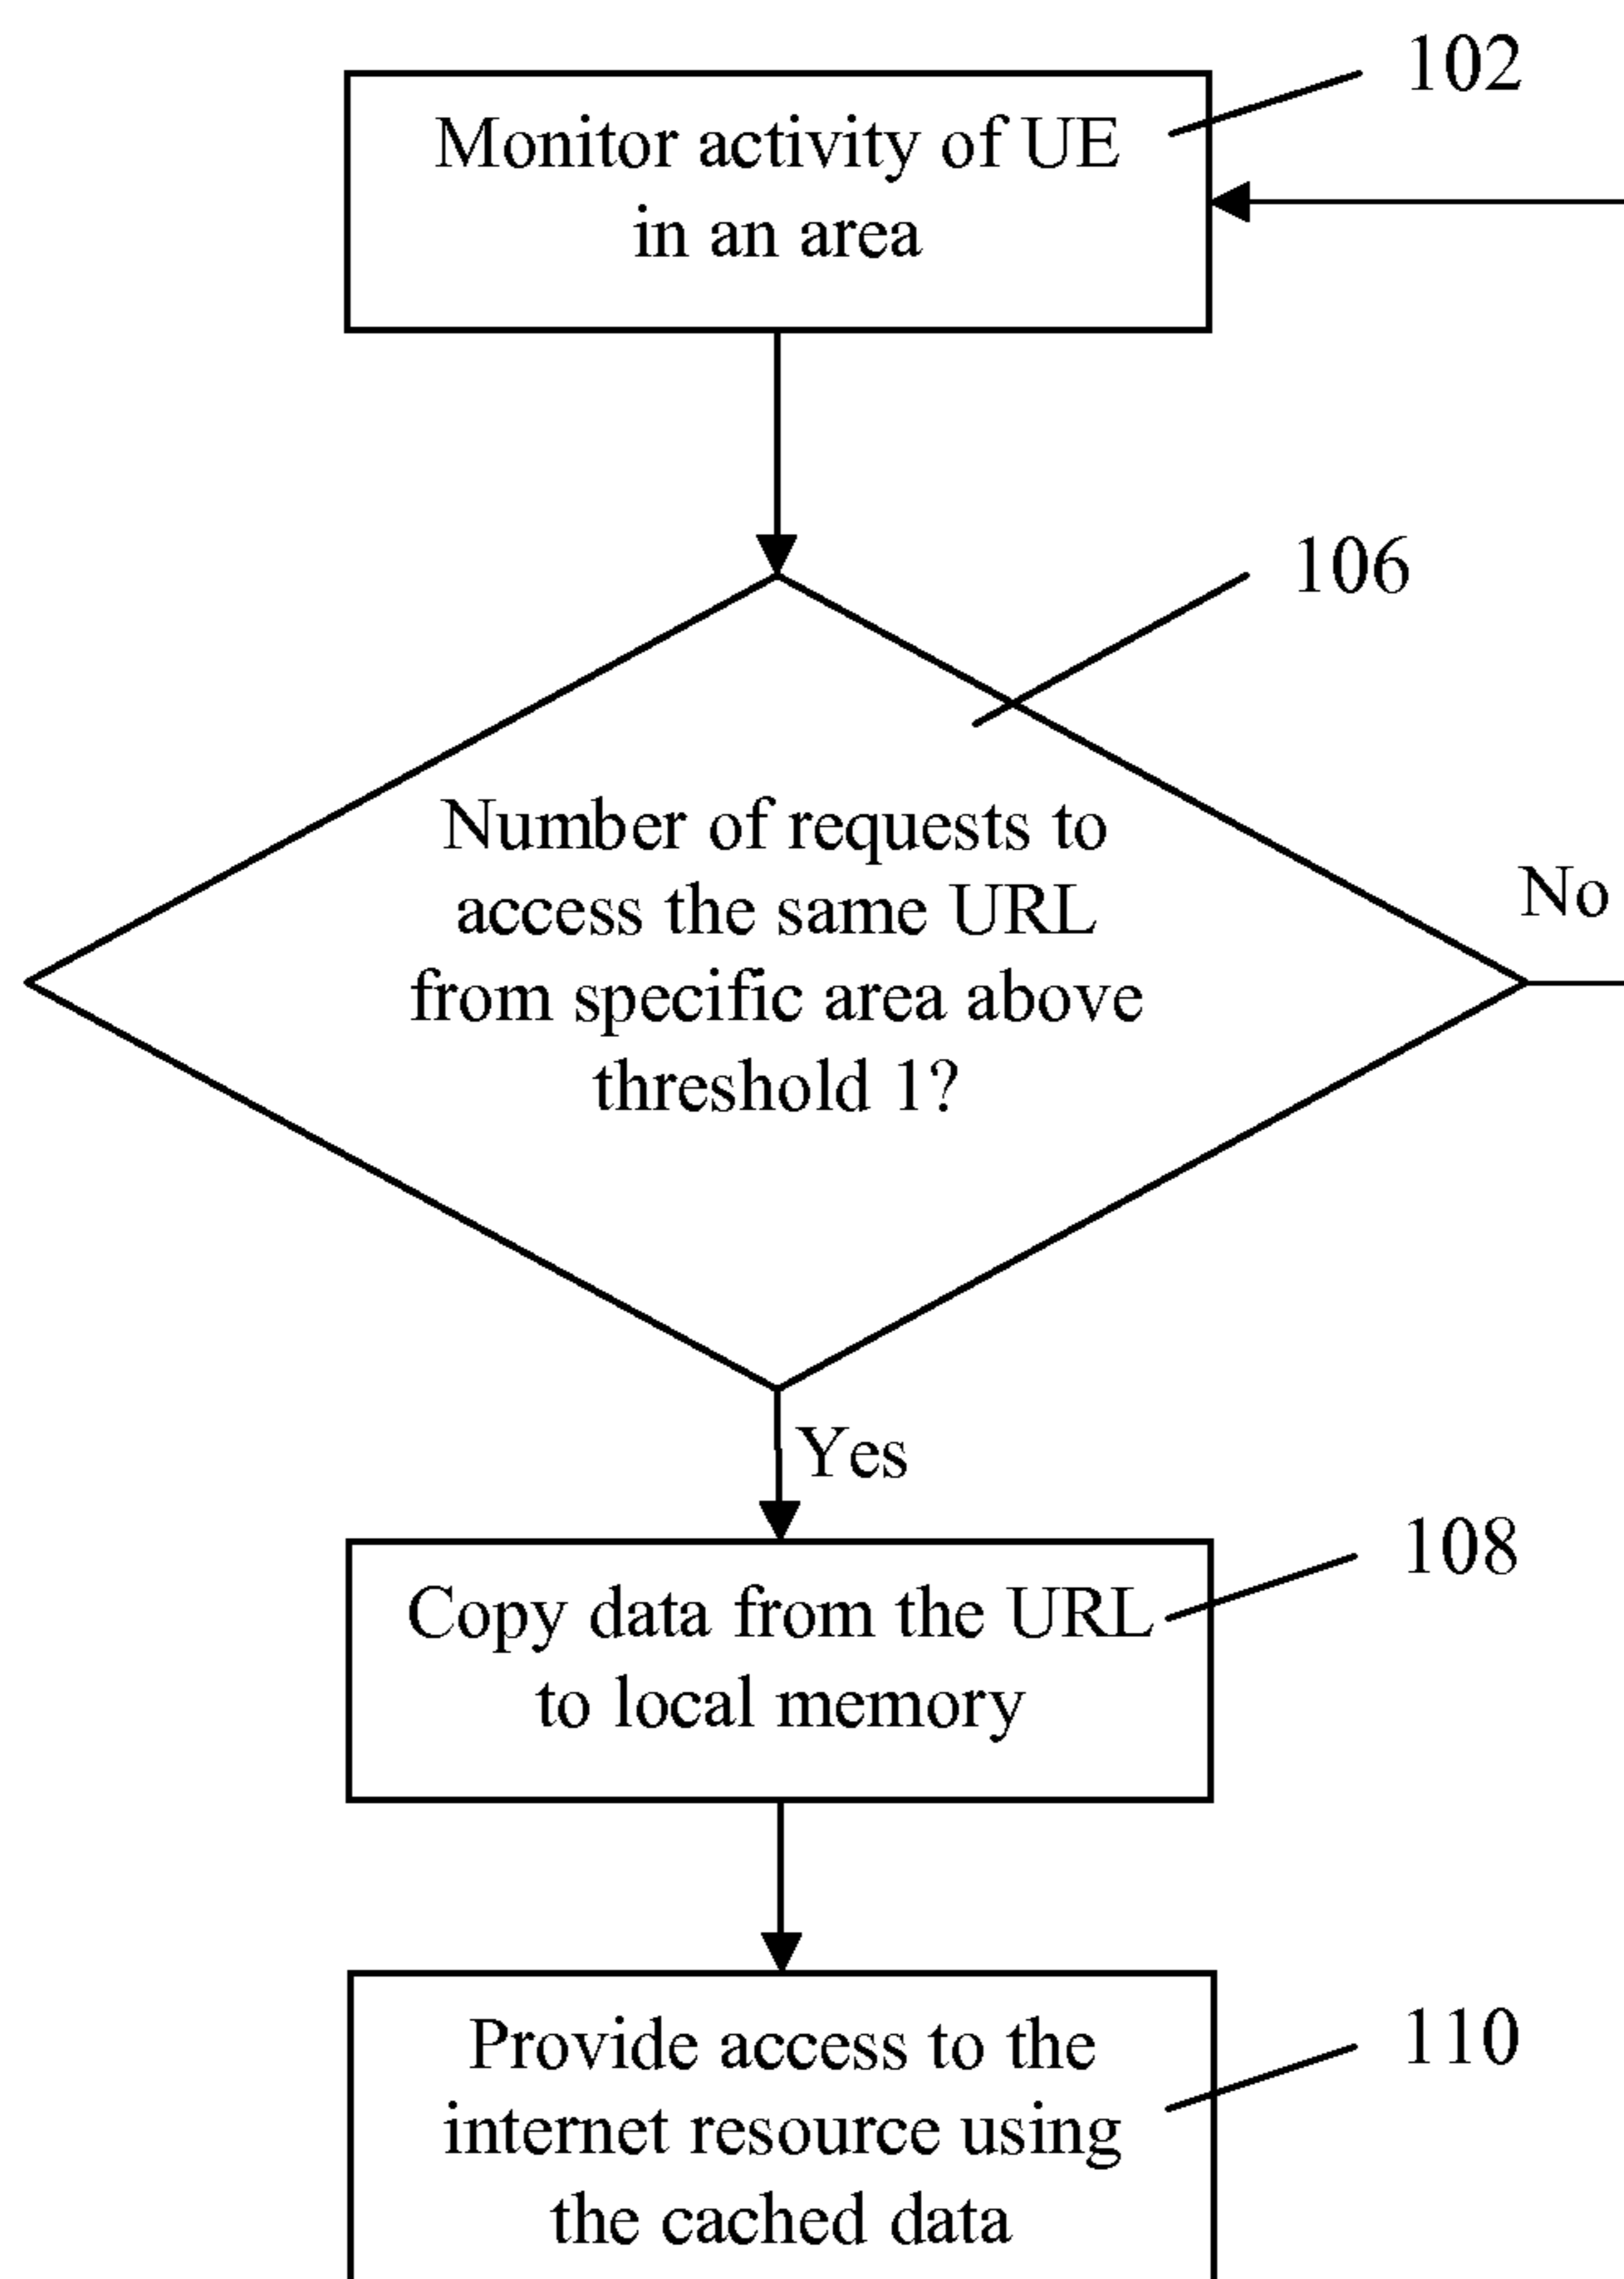 102
Monitor activity of UE
in an area
106
Number of requests to
access the same URL
from specific area above
threshold 1?
No
Yes
108
Copy data from the URL
to local memory
110
Provide access to the
internet resource using
the cached data